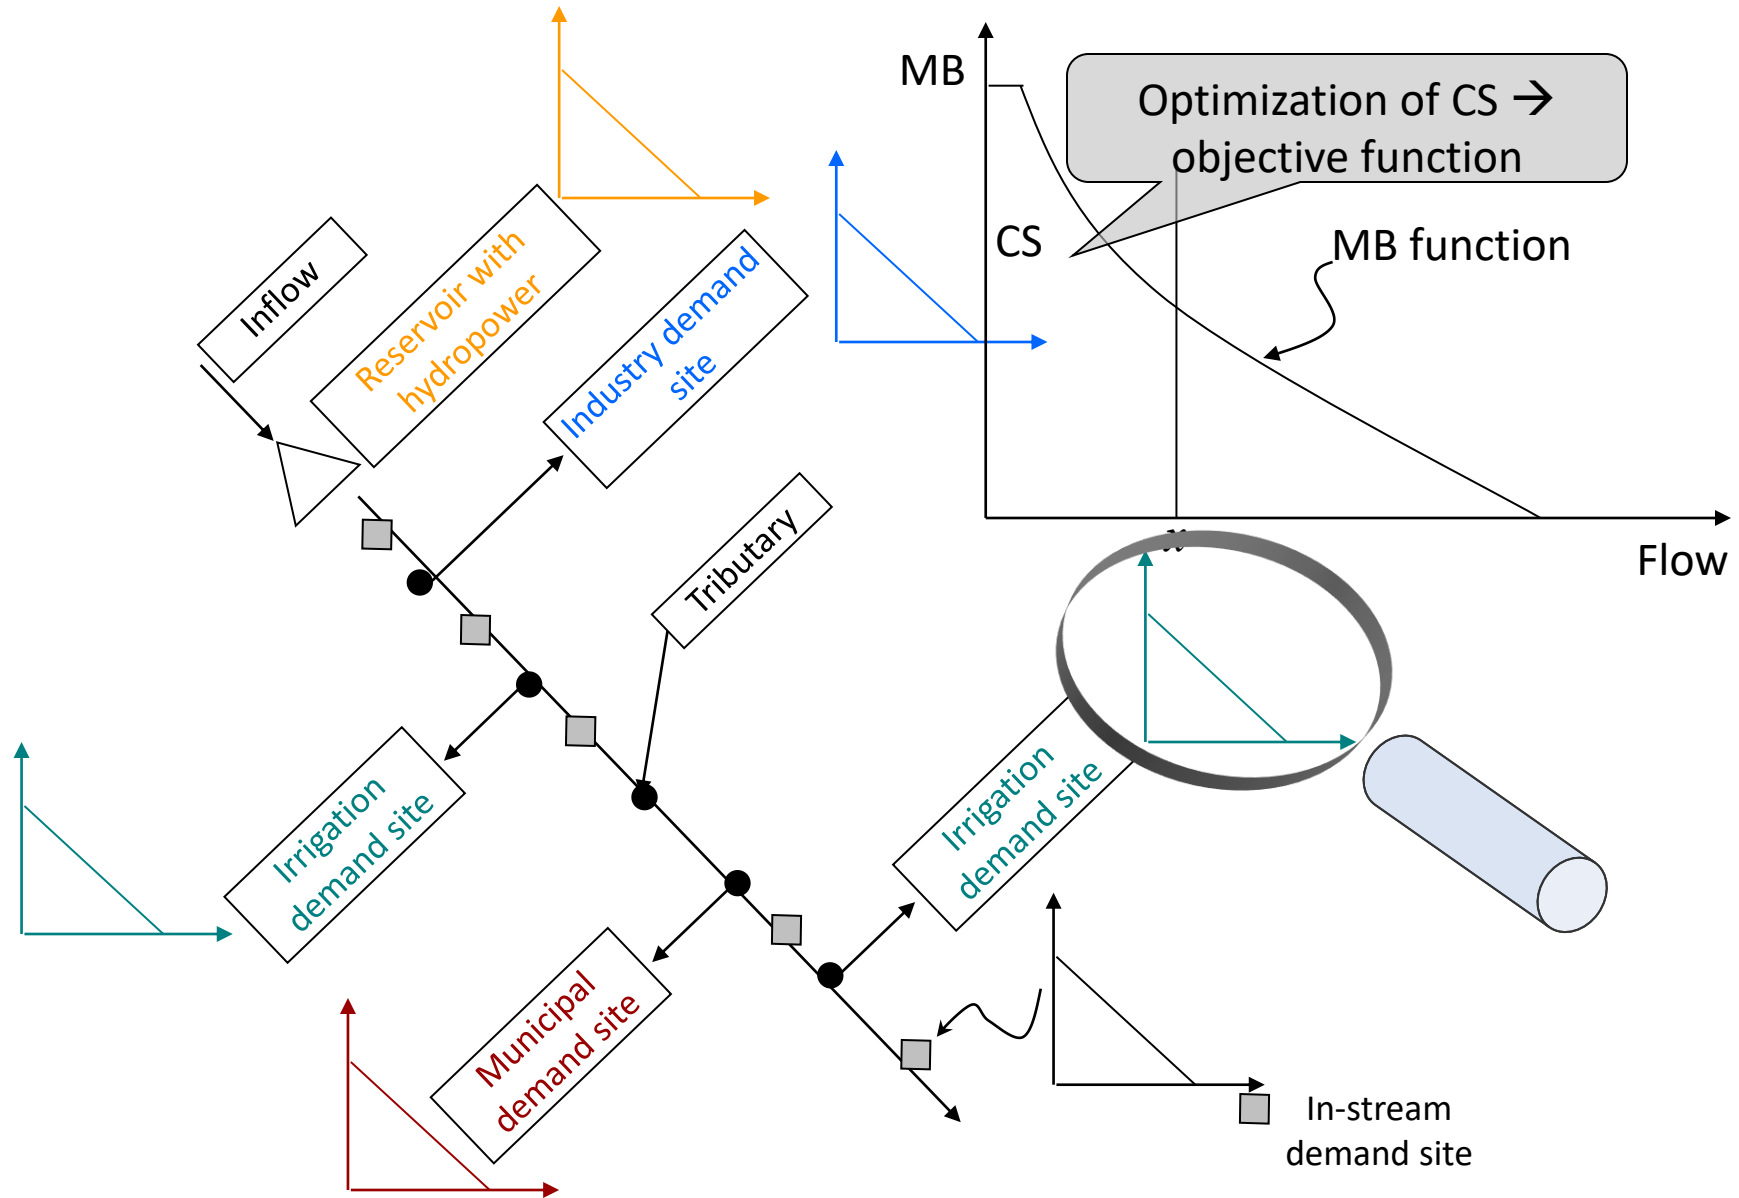 MB
Optimization of CS →
objective function
CS
MB function
Flow
Inflow
Reservoir with
hydropower
Industry demand
site
Tributary
Irrigation
demand site
Irrigation
demand site
Municipal
demand site
In-stream
demand site